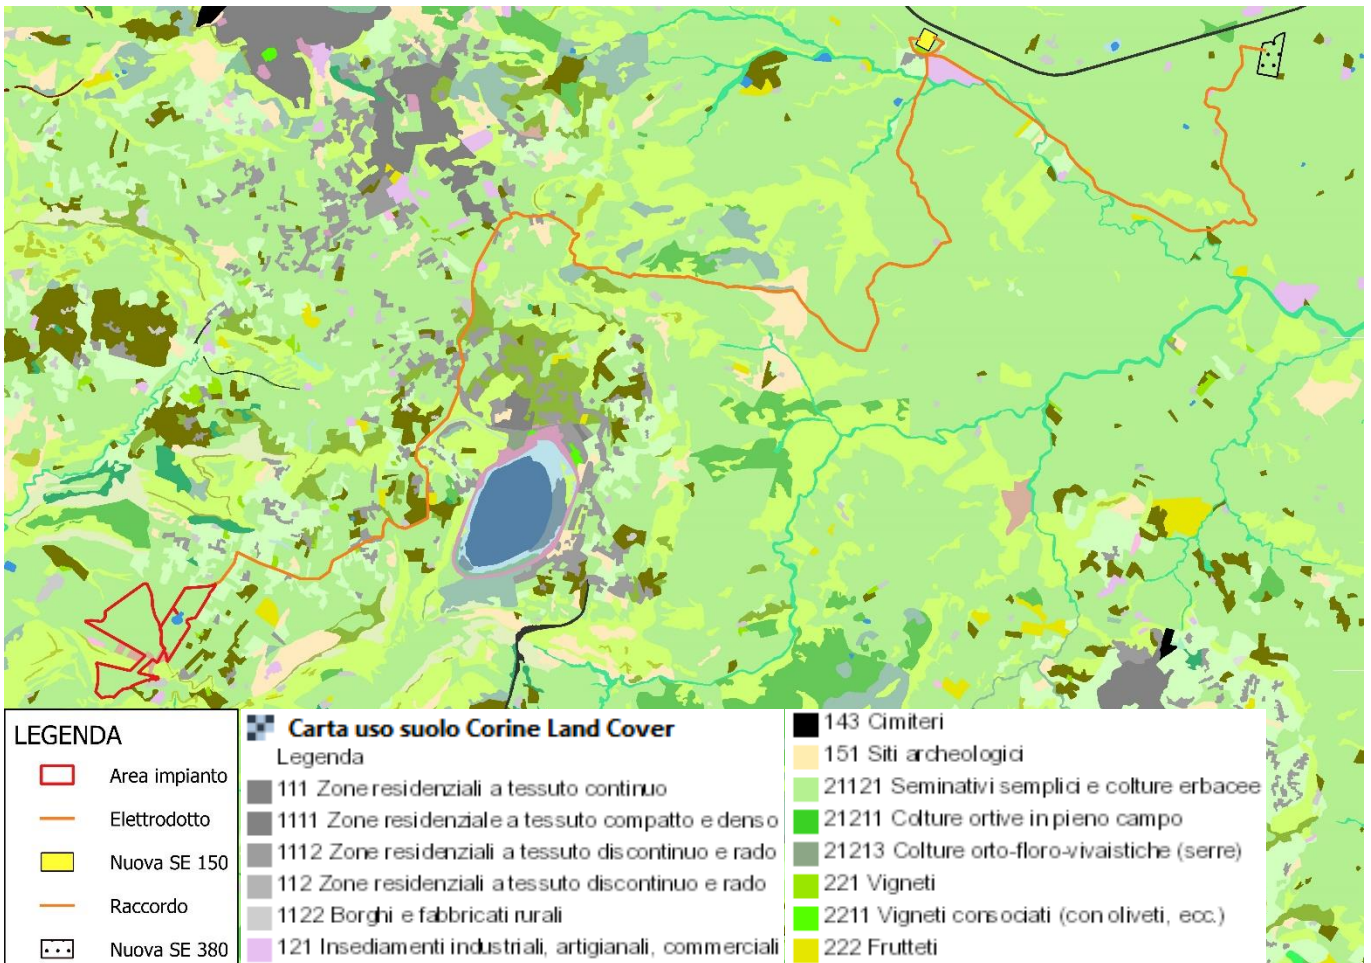 LEGENDA
Area impianto
Elettrodotto
Nuova SE 150
Raccordo
Nuova SE 380
Carta uso suolo Corine Land Cover
Legenda
111 Zone residenziali a tessuto continuo
1111 Zone residenziale a tessuto compatto e denso
1112 Zone residenziali a tessuto discontinuo e rado
112 Zone residenziali a tessuto discontinuo e rado
1122 Borghi e fabbricati rurali
121 Insediamenti industriali, artigianali, commerciali
143 Cimiteri
151 Siti archeologici
21121 Seminativi semplici e colture erbacee
21211 Colture ortive in pieno campo
21213 Colture orto-floro-vivaistiche (serre)
221 Vigneti
2211 Vigneti consociati (con oliveti, ecc.)
222 Frutteti